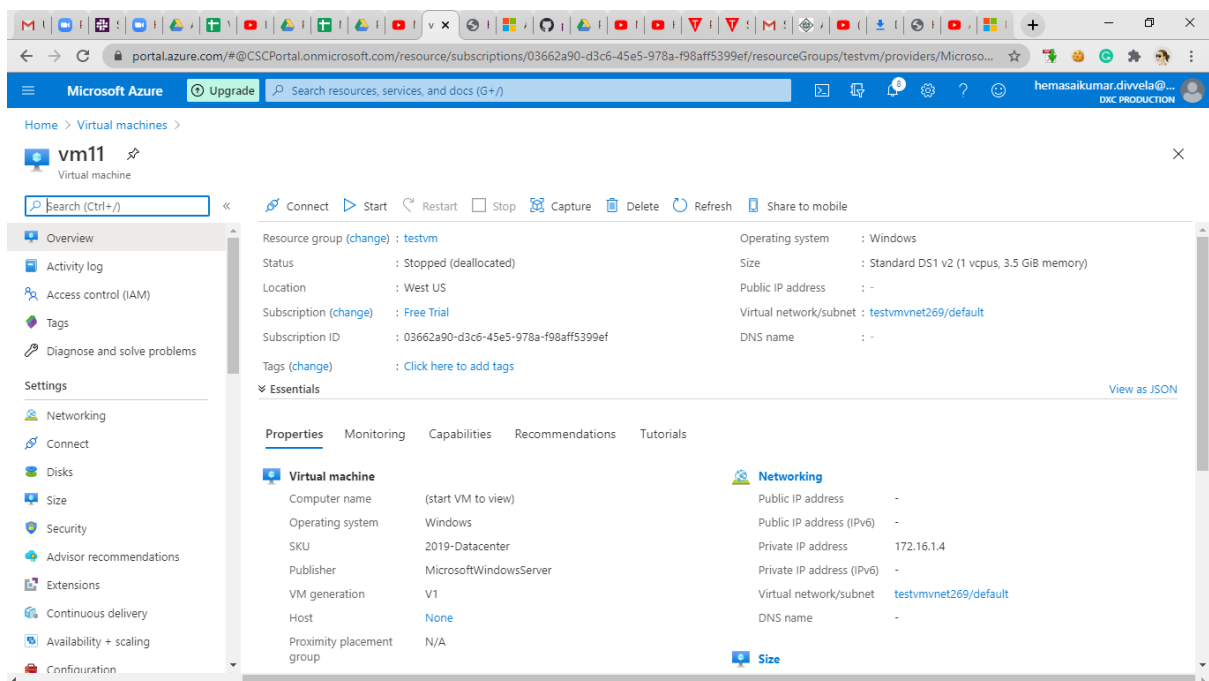 portal.azure.com/#@CSCPortal.onmicrosoft.com/resource/subscriptions/03662a90-d3c6-45e5-978a-f98aff5399ef/resourceGroups/testvm/providers/Microso...
Microsoft Azure
Upgrade
Search resources, services, and docs (G+/)
8
hemasaikumar.divvela@...
DXC PRODUCTION
Home > Virtual machines >
vm11
Virtual machine
Search (Ctrl+/)
«
Overview
Activity log
Access control (IAM)
Tags
Diagnose and solve problems
Settings
Networking
Connect
Disks
Size
Security
Advisor recommendations
Extensions
Continuous delivery
Availability + scaling
Configuration
Connect Start Restart Stop Capture Delete Refresh Share to mobile
Resource group (change) : testvm
Status : Stopped (deallocated)
Location : West US
Subscription (change) : Free Trial
Subscription ID : 03662a90-d3c6-45e5-978a-f98aff5399ef
Tags (change) : Click here to add tags
Operating system : Windows
Size : Standard DS1 v2 (1 vcpus, 3.5 GiB memory)
Public IP address : -
Virtual network/subnet : testvmvnet269/default
DNS name : -
Essentials
View as JSON
Properties Monitoring Capabilities Recommendations Tutorials
Virtual machine
Computer name (start VM to view)
Operating system Windows
SKU 2019-Datacenter
Publisher MicrosoftWindowsServer
VM generation V1
Host None
Proximity placement group N/A
Networking
Public IP address -
Public IP address (IPv6) -
Private IP address 172.16.1.4
Private IP address (IPv6) -
Virtual network/subnet testvmvnet269/default
DNS name -
Size